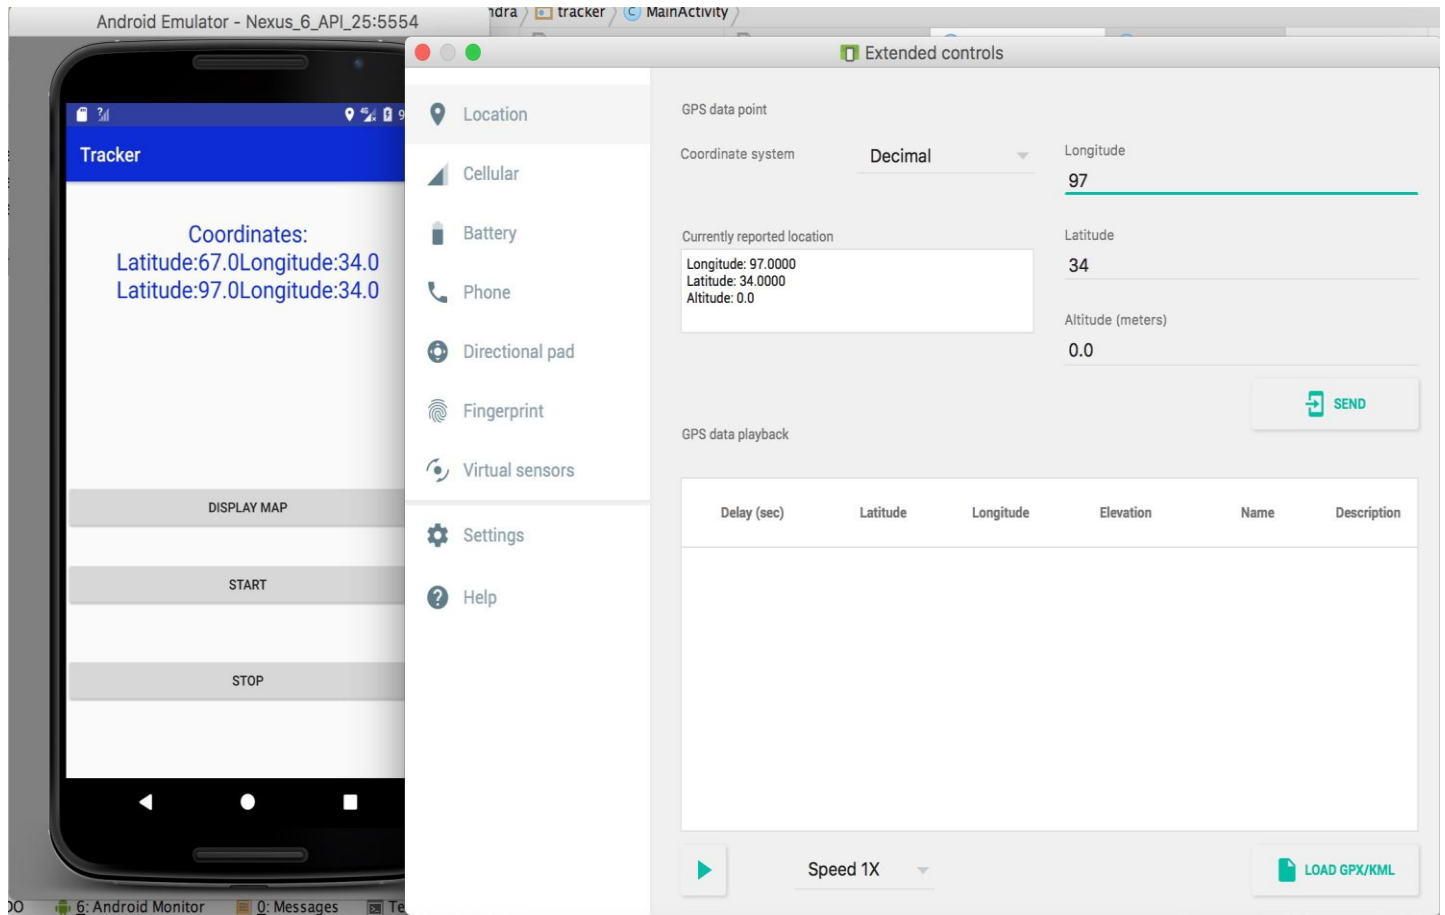 Android Emulator - Nexus_6_API_25:5554
tracker
MainActivity
Extended controls
Tracker
Coordinates:
Latitude:67.0Longitude:34.0
Latitude:97.0Longitude:34.0
DISPLAY MAP
START
STOP
Location
Cellular
Battery
Phone
Directional pad
Fingerprint
Virtual sensors
Settings
Help
GPS data point
Coordinate system
Decimal
Longitude
97
Currently reported location
Longitude: 97.0000
Latitude: 34.0000
Altitude: 0.0
Latitude
34
Altitude (meters)
0.0
SEND
GPS data playback
Delay (sec) Latitude Longitude Elevation Name Description
Speed 1X
LOAD GPX/KML
6: Android Monitor 0: Messages